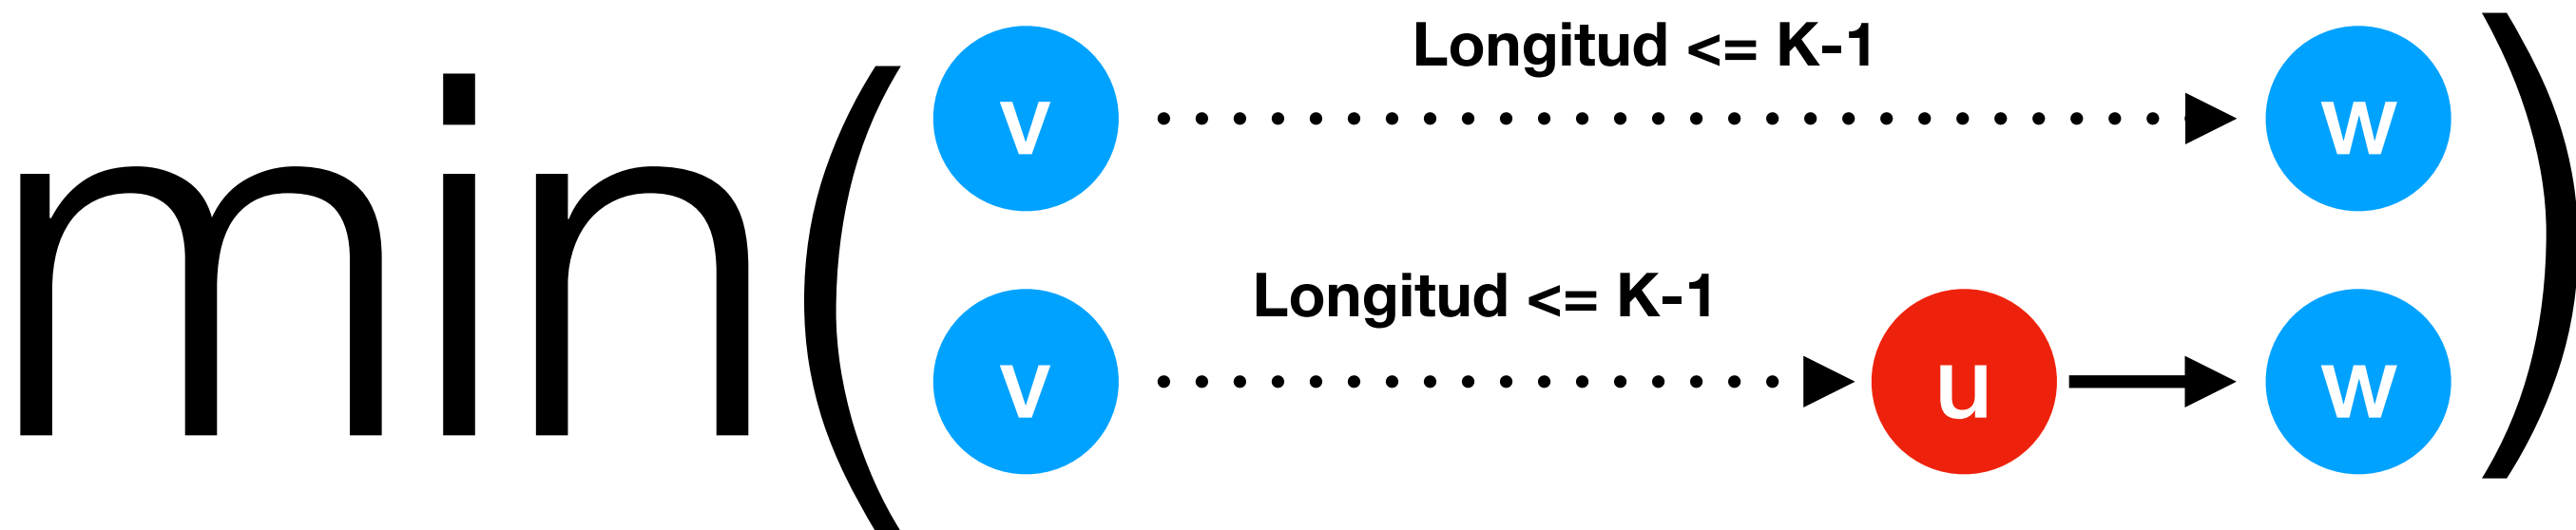 min(
v Longitud <= K-1 w
v Longitud <= K-1 u w
)